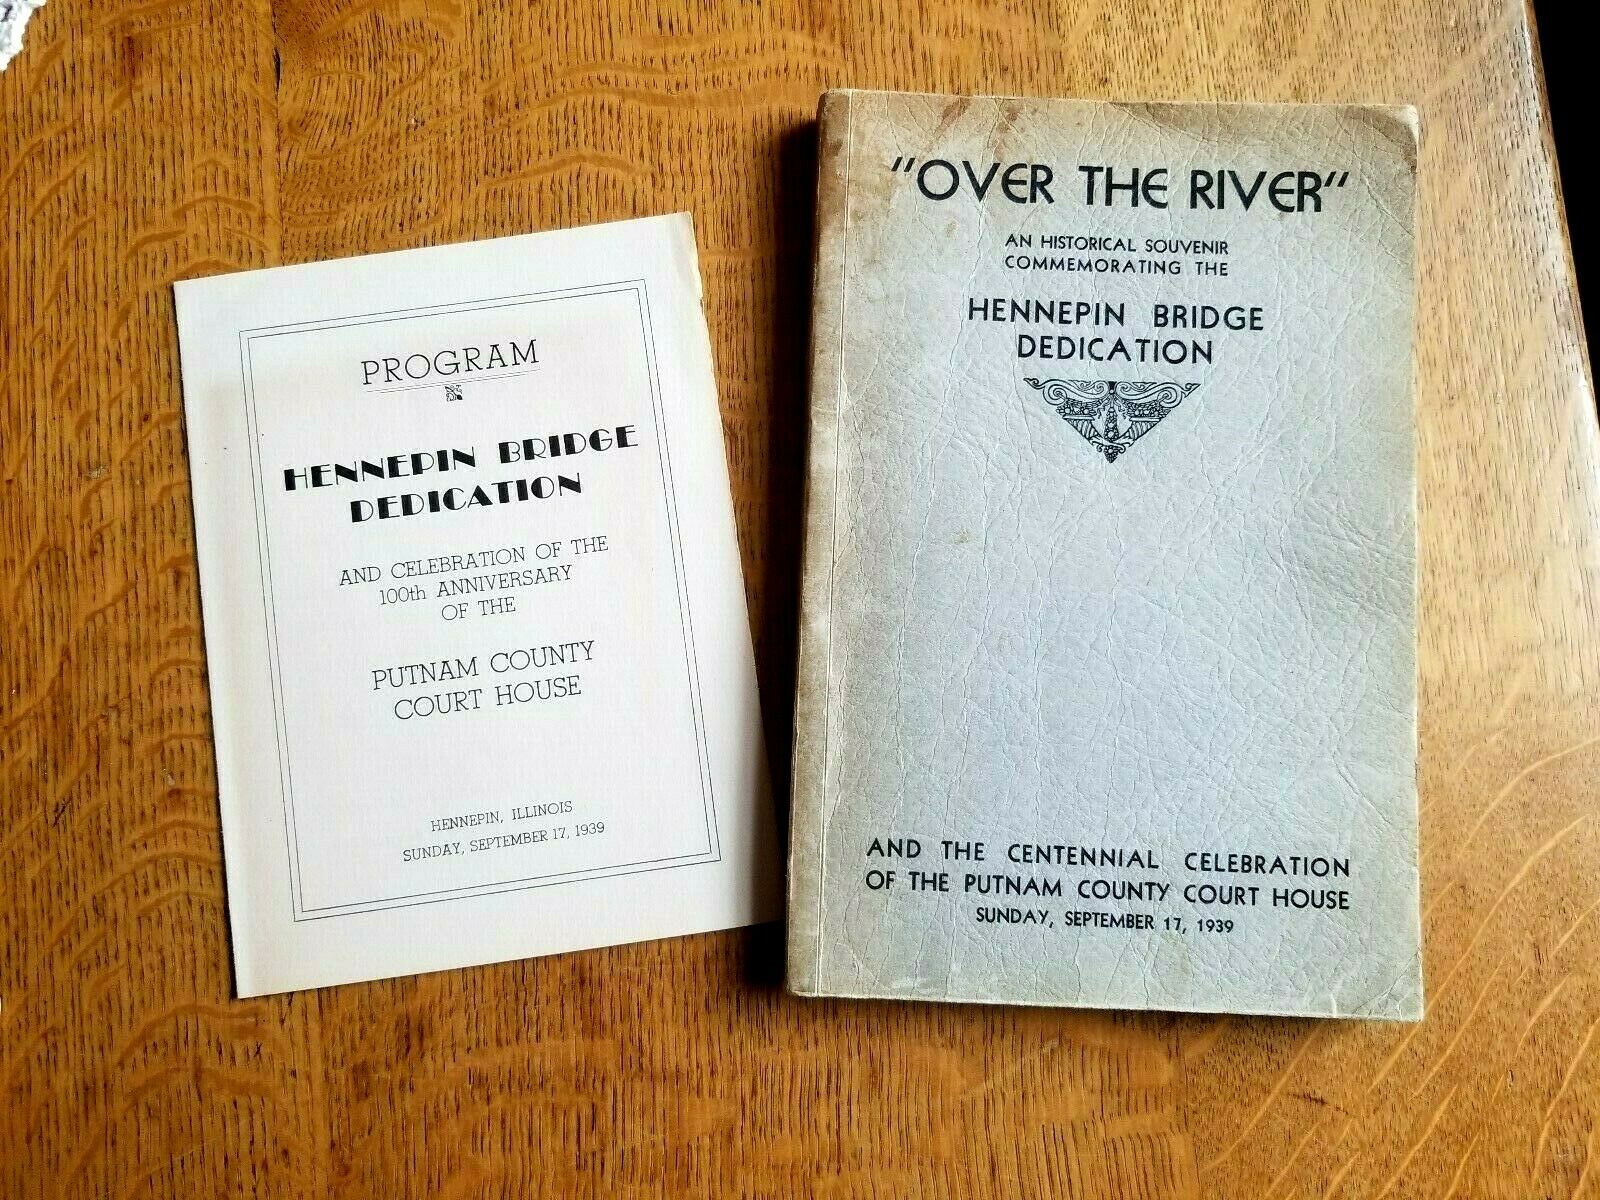 PROGRAM
HENNEPIN BRIDGE
DEDICATION
AND CELEBRATION OF THE
100th ANNIVERSARY
OF THE
PUTNAM COUNTY
COURT HOUSE
HENNEPIN, ILLINOIS
SUNDAY, SEPTEMBER 17, 1939
"OVER THE RIVER"
AN HISTORICAL SOUVENIR
COMMEMORATING THE
HENNEPIN BRIDGE
DEDICATION
AND THE CENTENNIAL CELEBRATION
OF THE PUTNAM COUNTY COURT HOUSE
SUNDAY, SEPTEMBER 17, 1939